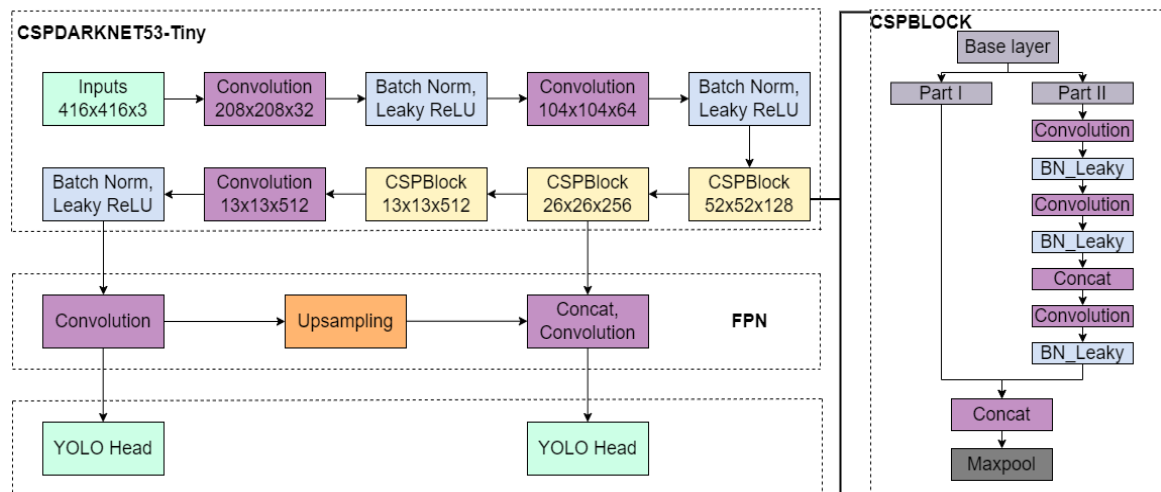 CSPDARKNET53-Tiny
Inputs
416x416x3
Convolution
208x208x32
Batch Norm,
Leaky ReLU
Convolution
104x104x64
Batch Norm,
Leaky ReLU
Batch Norm,
Leaky ReLU
Convolution
13x13x512
CSPBlock
13x13x512
CSPBlock
26x26x256
CSPBlock
52x52x128
Convolution
Upsampling
Concat,
Convolution
FPN
YOLO Head
YOLO Head
CSPBLOCK
Base layer
Part I
Part II
Convolution
BN_Leaky
Convolution
BN_Leaky
Concat
Convolution
BN_Leaky
Concat
Maxpool